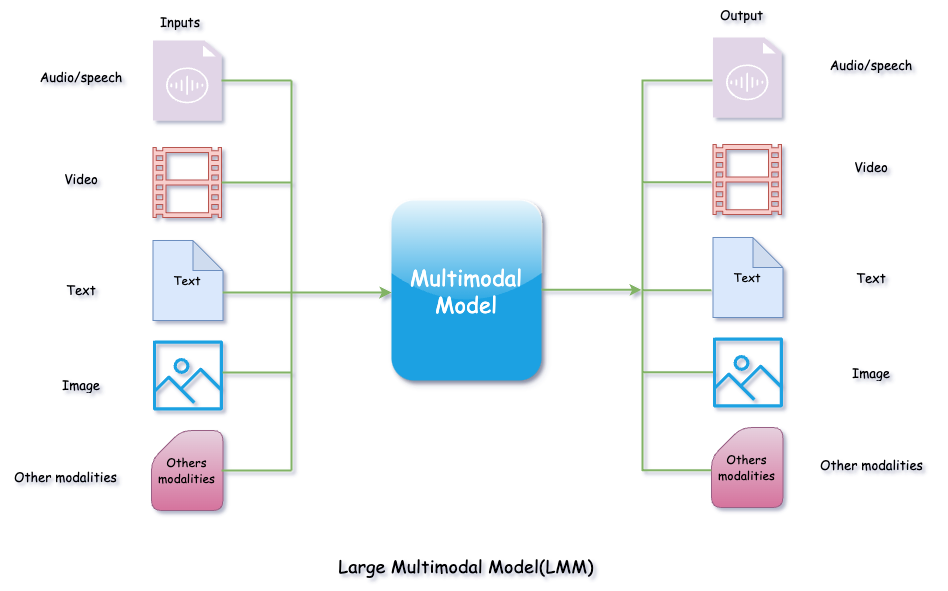 Inputs
Output
Audio/speech
Audio/speech
Video
Video
Text
Text
Text
Text
Multimodal
Model
Image
Image
Others
modalities
Other modalities
Others
modalities
Other modalities
Large Multimodal Model(LMM)